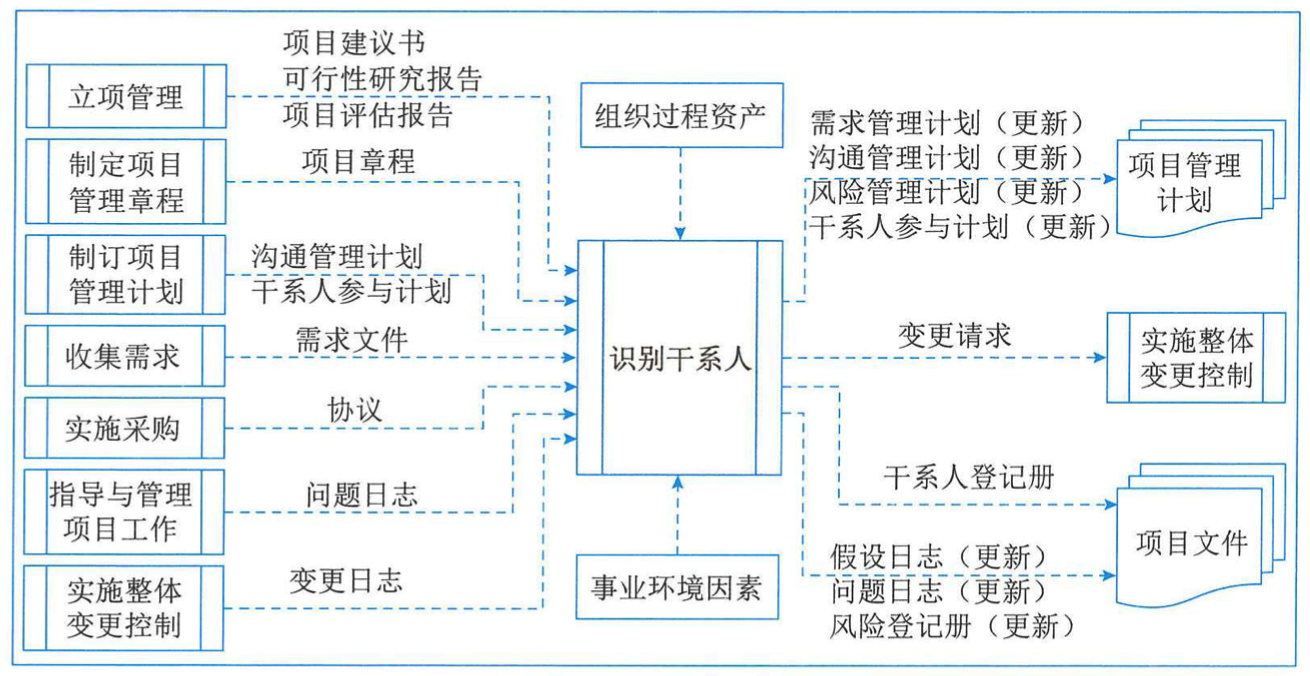 立项管理
项目建议书
可行性研究报告
项目评估报告
制定项目
管理章程
项目章程
制订项目
管理计划
沟通管理计划
干系人参与计划
收集需求
需求文件
实施采购
协议
指导与管理
项目工作
问题日志
实施整体
变更控制
变更日志
组织过程资产
识别干系人
事业环境因素
需求管理计划（更新）
沟通管理计划（更新）
风险管理计划（更新）
干系人参与计划（更新）
项目管理
计划
变更请求
实施整体
变更控制
干系人登记册
项目文件
假设日志（更新）
问题日志（更新）
风险登记册（更新）